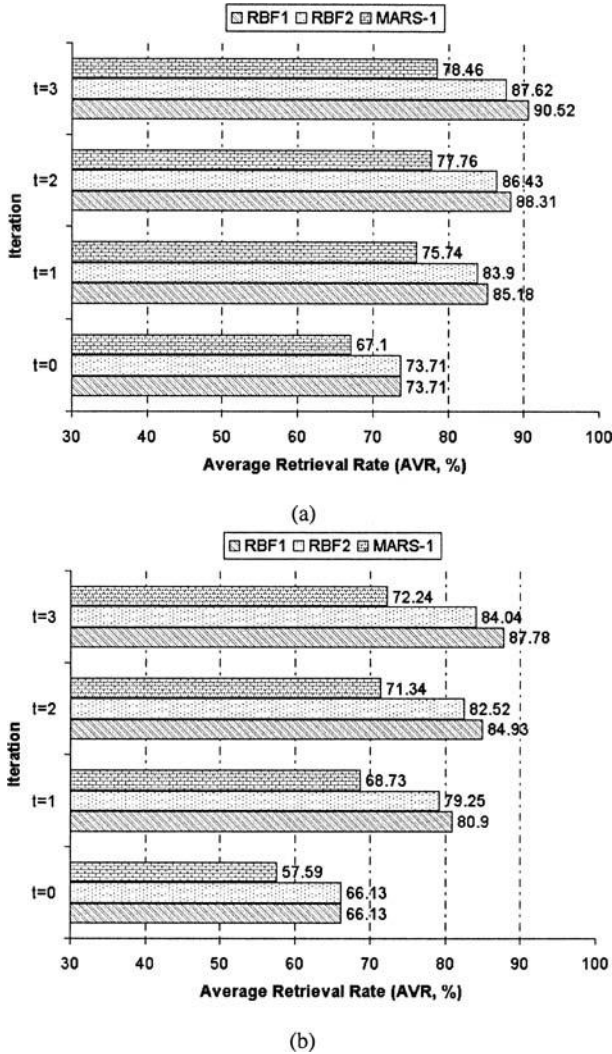 RBF1 RBF2 MARS-1
t=3
78.46
87.62
90.52
t=2
77.76
86.43
88.31
t=1
75.74
83.9
85.18
t=0
67.1
73.71
73.71
Iteration
30 40 50 60 70 80 90 100
Average Retrieval Rate (AVR, %)
(a)
RBF1 RBF2 MARS-1
t=3
72.24
84.04
87.78
t=2
71.34
82.52
84.93
t=1
68.73
79.25
80.9
t=0
57.59
66.13
66.13
Iteration
30 40 50 60 70 80 90 100
Average Retrieval Rate (AVR, %)
(b)